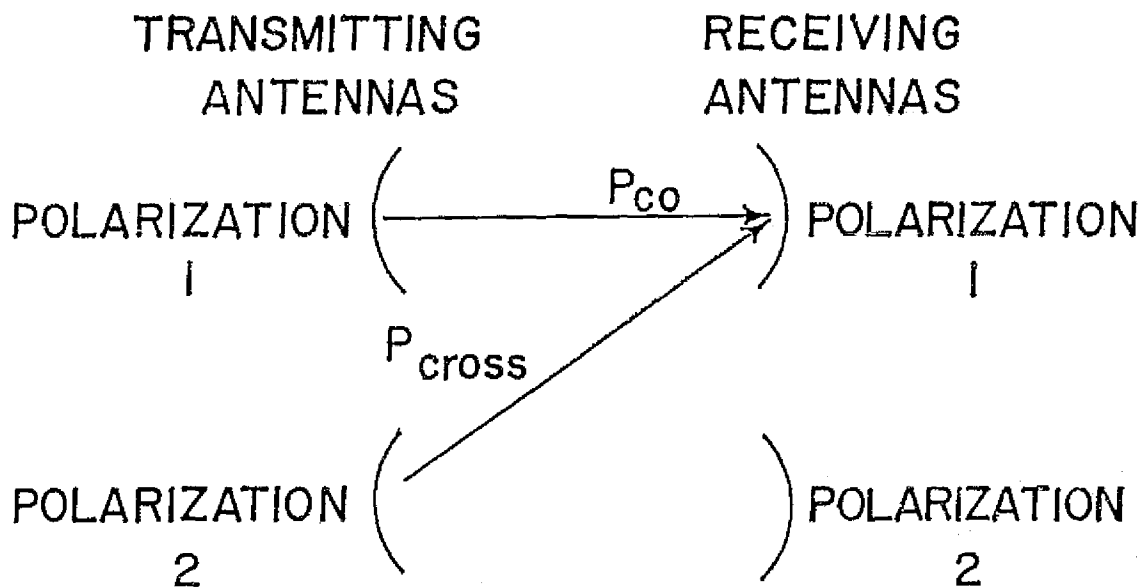 TRANSMITTING ANTENNAS
RECEIVING ANTENNAS
POLARIZATION 1
Pco
POLARIZATION 1
Pcross
POLARIZATION 2
POLARIZATION 2